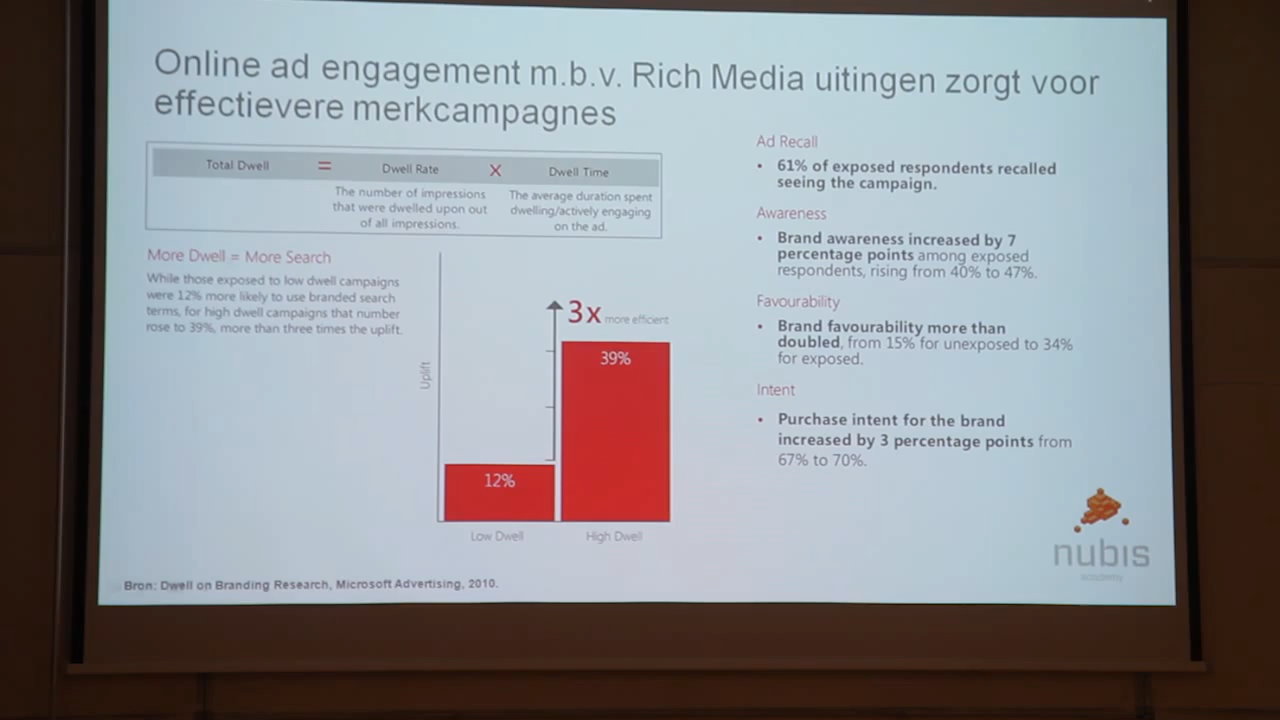 Online ad engagement m.b.v. Rich Media uitingen zorgt voor
effectievere merkcampagnes
Total Dwell = Dwell Rate X Dwell Time
The number of impressions
that were dwelled upon out
of all impressions.
The average duration spent
dwelling/actively engaging
on the ad.
More Dwell = More Search
While those exposed to low dwell campaigns
were 12% more likely to use branded search
terms, for high dwell campaigns that number
rose to 39%, more than three times the uplift.
Uplift
3x more efficient
39%
12%
Low Dwell
High Dwell
Ad Recall
• 61% of exposed respondents recalled
seeing the campaign.
Awareness
• Brand awareness increased by 7
percentage points among exposed
respondents, rising from 40% to 47%.
Favourability
• Brand favourability more than
doubled, from 15% for unexposed to 34%
for exposed.
Intent
• Purchase intent for the brand
increased by 3 percentage points from
67% to 70%.
nubis
academy
Bron: Dwell on Branding Research, Microsoft Advertising, 2010.